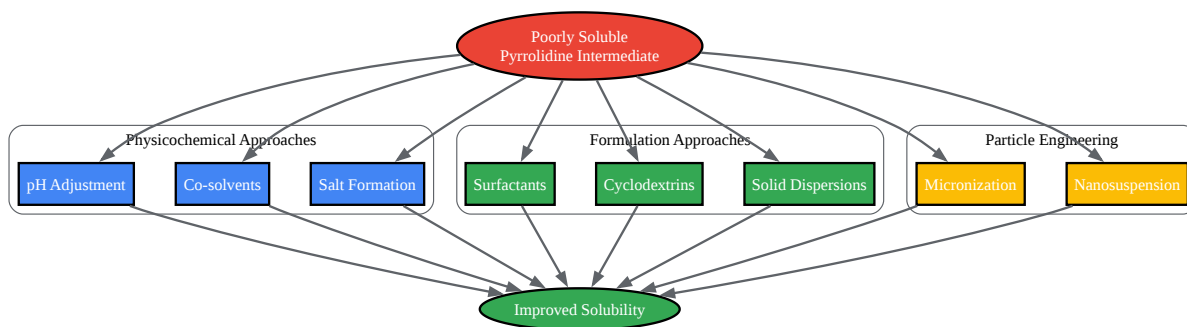 Poorly Soluble
Pyrrolidine Intermediate
Physicochemical Approaches
Formulation Approaches
Particle Engineering
pH Adjustment
Co-solvents
Salt Formation
Surfactants
Cyclodextrins
Solid Dispersions
Micronization
Nanosuspension
Improved Solubility